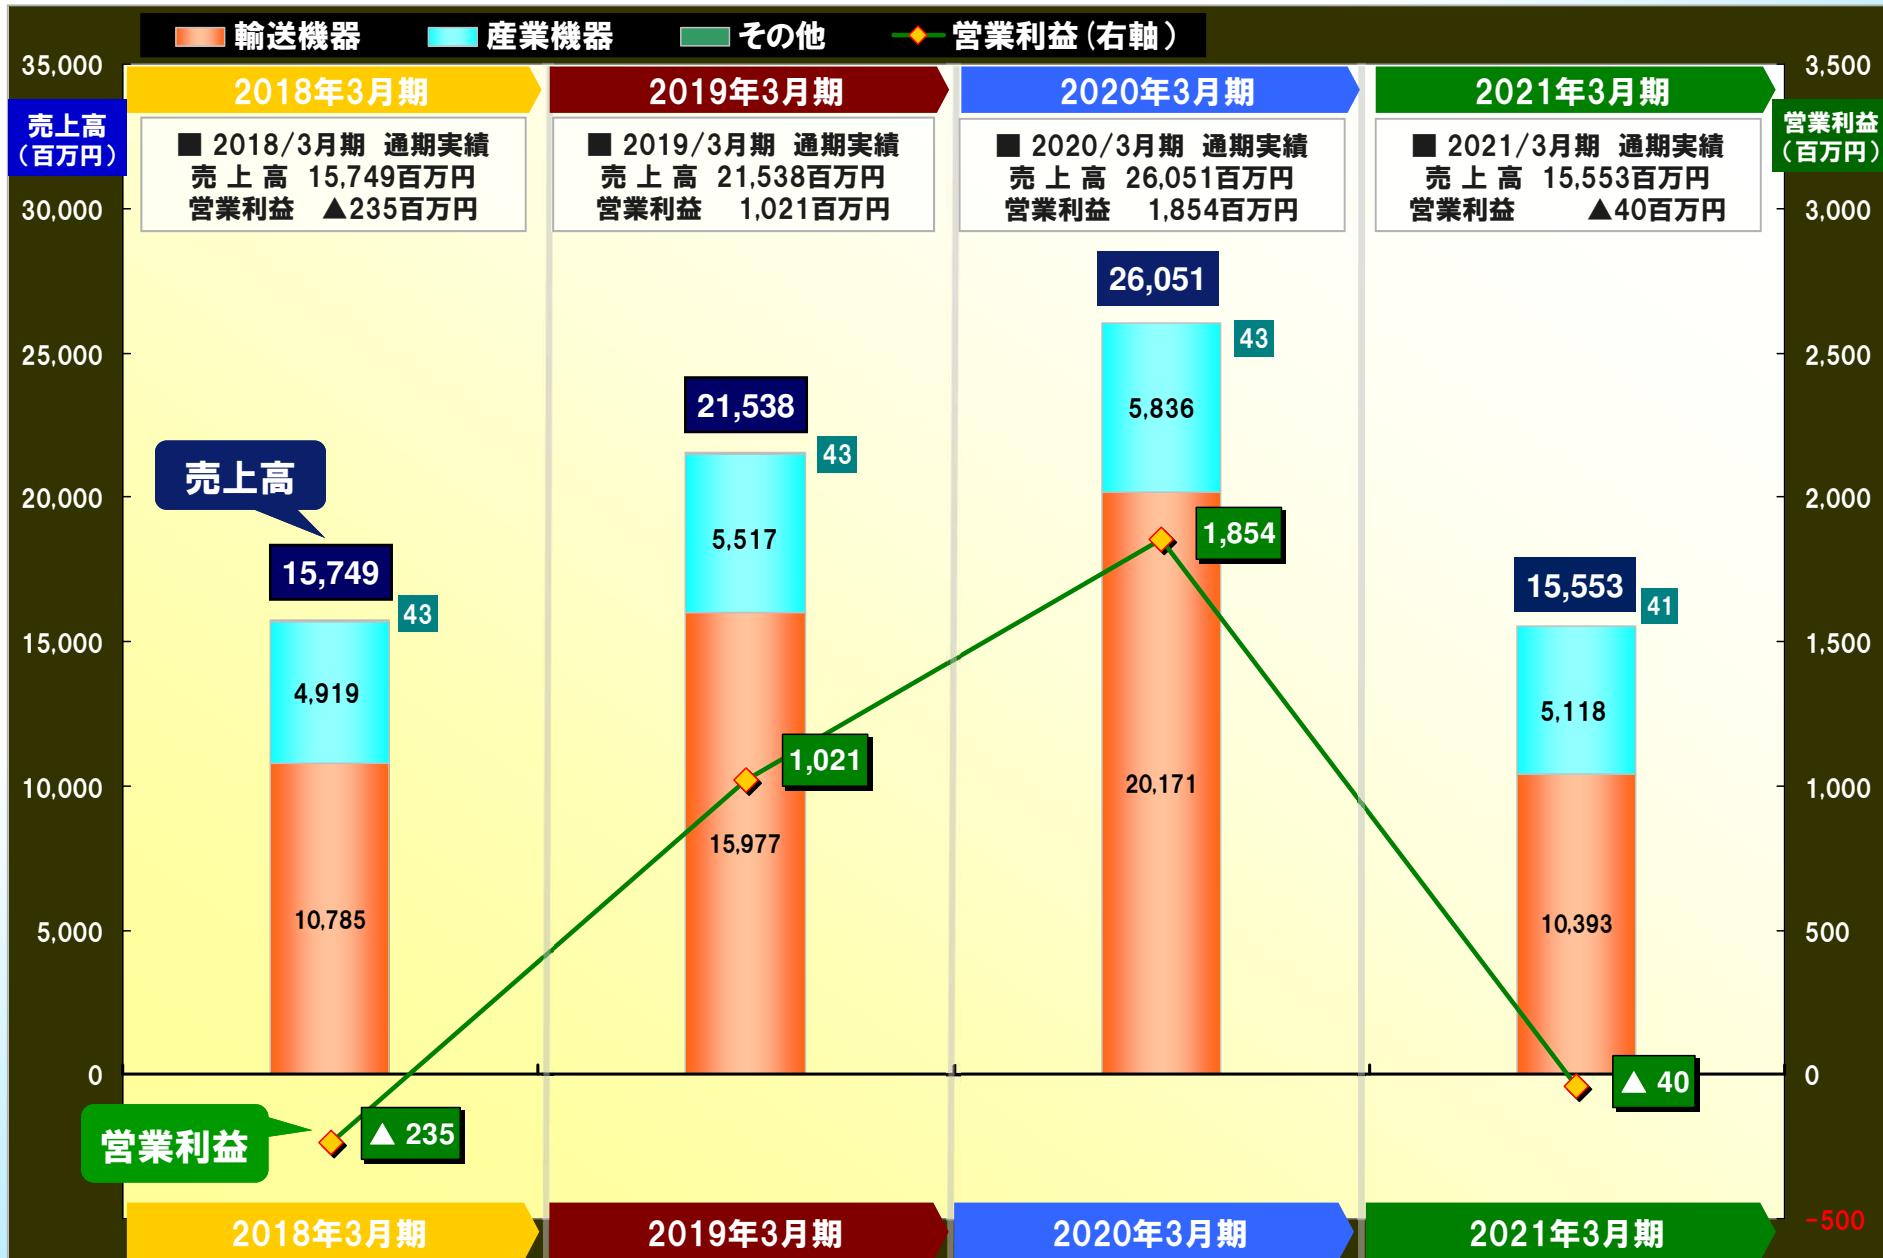 輸送機器 産業機器 その他 営業利益(右軸)
35,000 2018年3月期 2019年3月期 2020年3月期 2021年3月期 3,500
売上高
(百万円)
営業利益
(百万円)
■ 2018/3月期 通期実績
売 上 高 15,749百万円
営業利益 ▲235百万円
■ 2019/3月期 通期実績
売 上 高 21,538百万円
営業利益 1,021百万円
■ 2020/3月期 通期実績
売 上 高 26,051百万円
営業利益 1,854百万円
■ 2021/3月期 通期実績
売 上 高 15,553百万円
営業利益 ▲40百万円
30,000 3,000
26,051
43
25,000 2,500
21,538
5,836
43
売上高
20,000 2,000
5,517
1,854
15,749
15,553
43
41
15,000 1,500
4,919
5,118
1,021
10,000 20,171 1,000
15,977
10,785
10,393
5,000 500
0 0
▲ 40
営業利益
▲ 235
2018年3月期 2019年3月期 2020年3月期 2021年3月期
-500